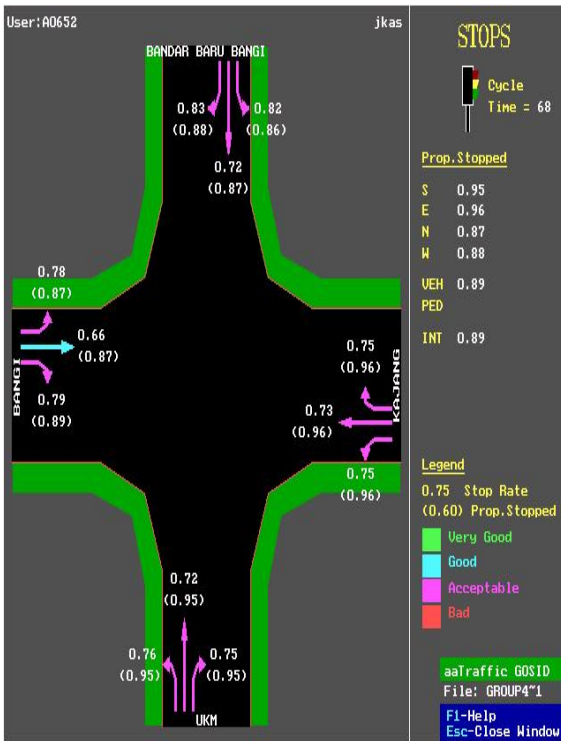 User:A0652
jkas
BANDAR BARU BANGI
0.83
(0.88)
0.82
(0.86)
0.72
(0.87)
0.78
(0.87)
0.66
(0.87)
0.79
(0.89)
BANGI
0.75
(0.96)
0.73
(0.96)
0.75
(0.96)
KAJANG
0.72
(0.95)
0.76
(0.95)
0.75
(0.95)
UKM
STOPS
Cycle
Time = 68
Prop.Stopped
S 0.95
E 0.96
N 0.87
W 0.88
VEH 0.89
PED
INT 0.89
Legend
0.75 Stop Rate
(0.60) Prop.Stopped
Very Good
Good
Acceptable
Bad
aaTraffic GOSID
File: GROUP4~1
F1-Help
Esc-Close Window